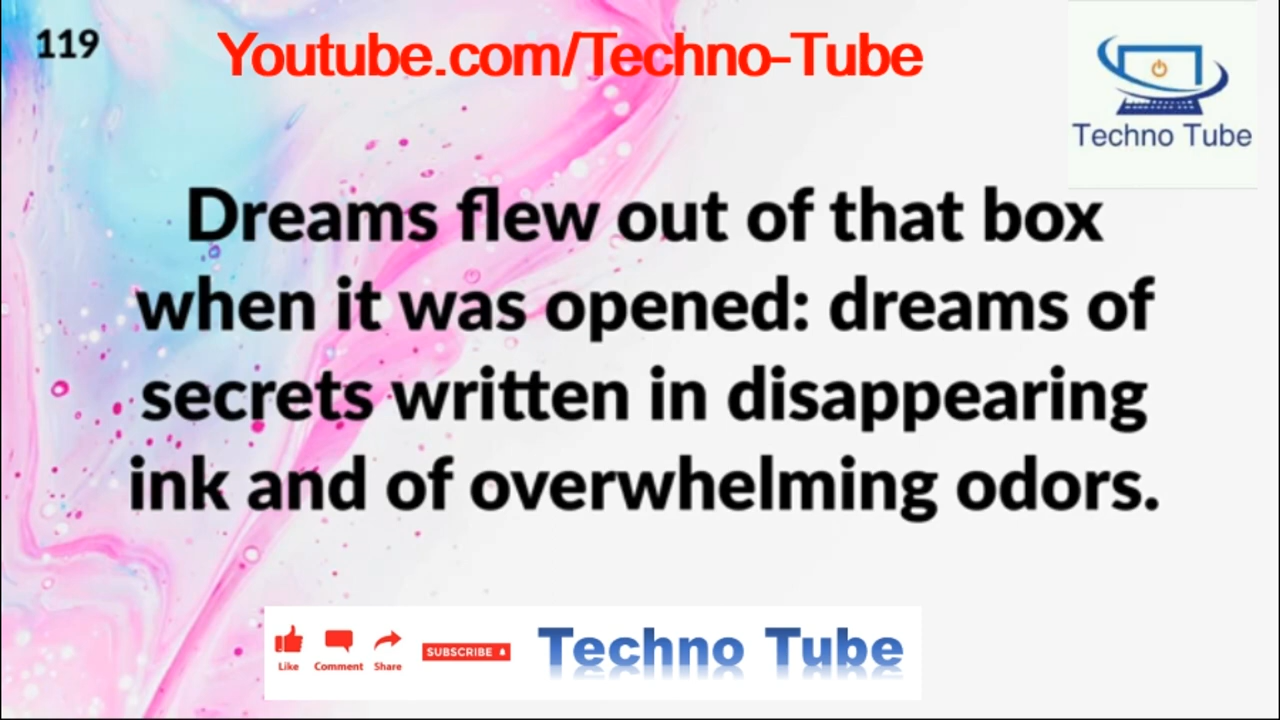 119
Youtube.com/Techno-Tube
Techno Tube
Dreams flew out of that box
when it was opened: dreams of
secrets written in disappearing
ink and of overwhelming odors.
Like Comment Share
SUBSCRIBE
Techno Tube